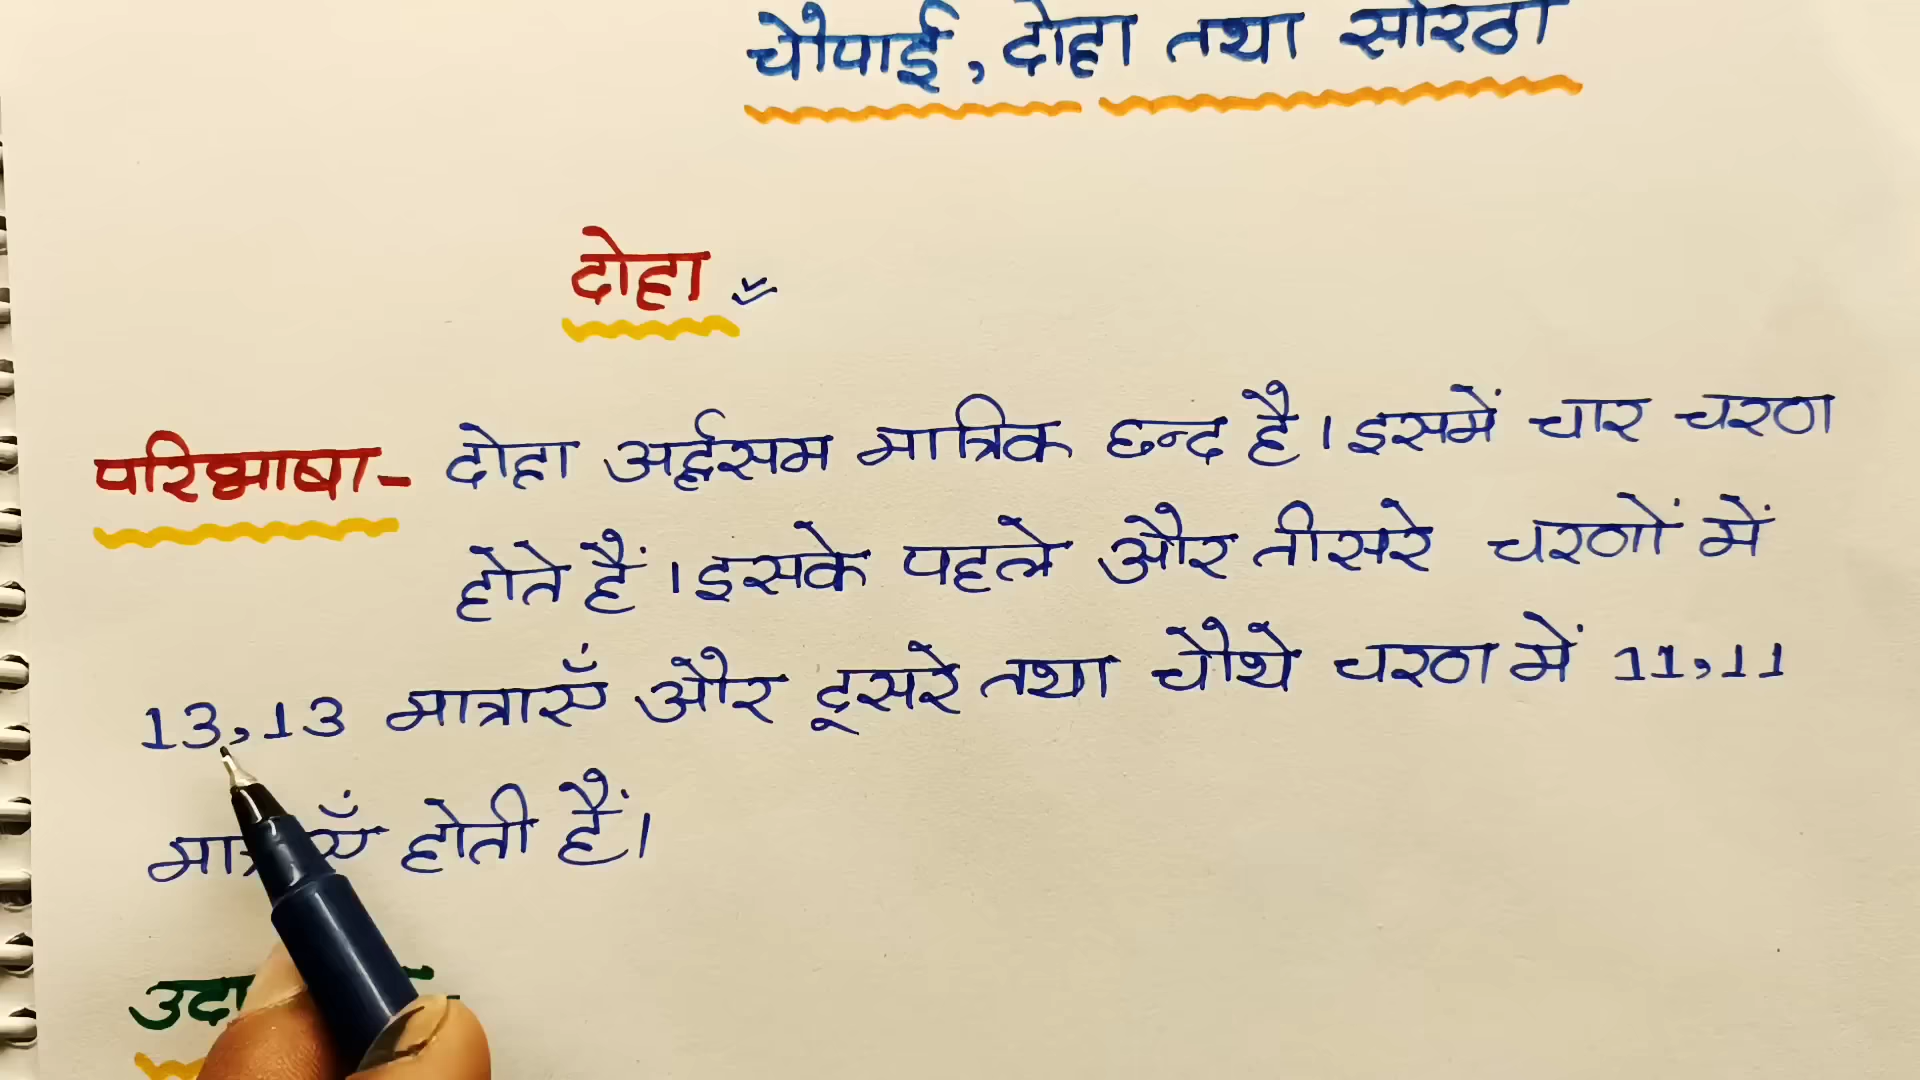 चौपाई, दोहा तथा सोरठा
दोहा
परिभाषा- दोहा अर्द्धसम मात्रिक छन्द है। इसमें चार चरण
होते हैं। इसके पहले और तीसरे चरणों में
13,13 मात्राएँ और दूसरे तथा चौथे चरण में 11,11
होती हैं।